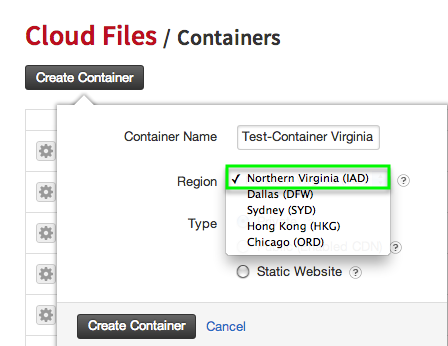 Cloud Files / Containers
Create Container
Container Name Test-Container Virginia
Region ✓ Northern Virginia (IAD) ?
Dallas (DFW)
Sydney (SYD)
Type Hong Kong (HKG)
Chicago (ORD) ?
Static Website ?
Create Container Cancel